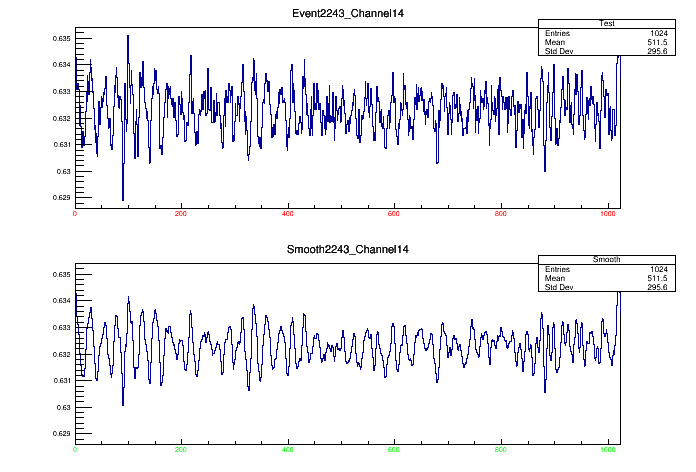 Event2243_Channel14
Test
Entries 1024
Mean 511.5
Std Dev 295.6
0.635
0.634
0.633
0.632
0.631
0.63
0.629
0 200 400 600 800 1000
Smooth2243_Channel14
Smooth
Entries 1024
Mean 511.5
Std Dev 295.6
0.635
0.634
0.633
0.632
0.631
0.63
0.629
0 200 400 600 800 1000